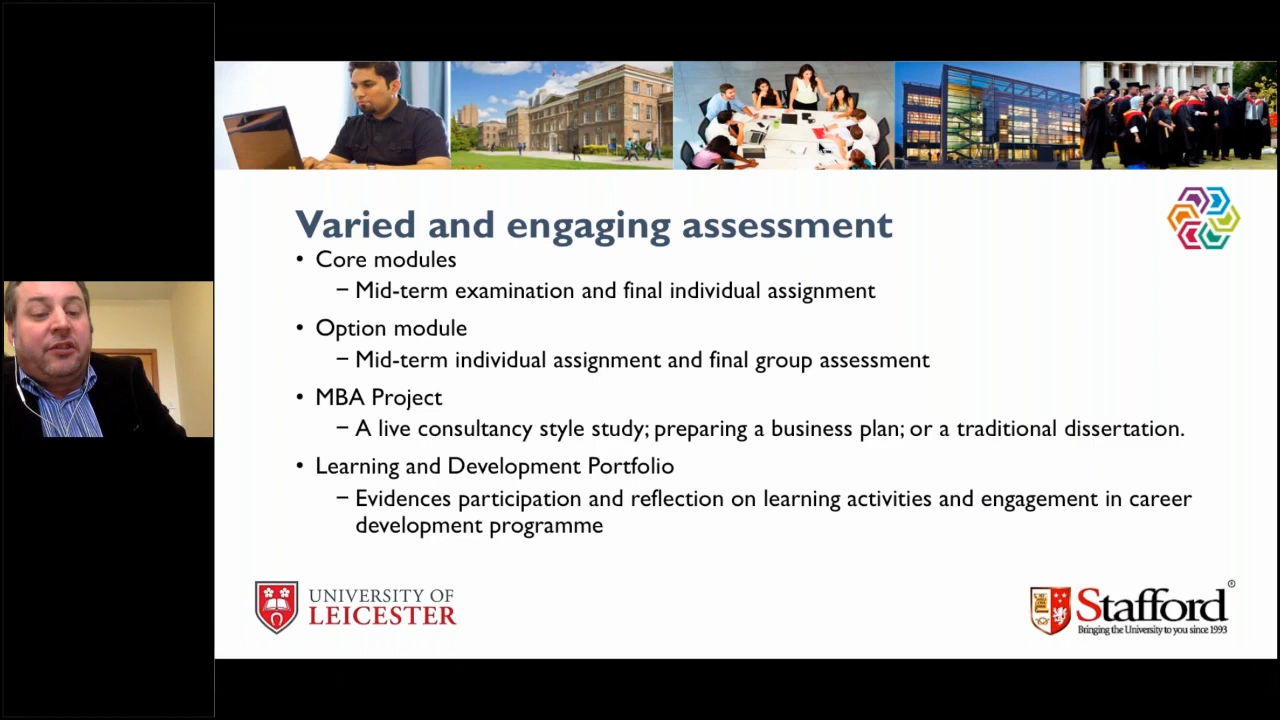 Varied and engaging assessment
• Core modules
– Mid-term examination and final individual assignment
• Option module
– Mid-term individual assignment and final group assessment
• MBA Project
– A live consultancy style study; preparing a business plan; or a traditional dissertation.
• Learning and Development Portfolio
– Evidences participation and reflection on learning activities and engagement in career
development programme
UNIVERSITY OF
LEICESTER
Stafford®
Bringing the University to you since 1993